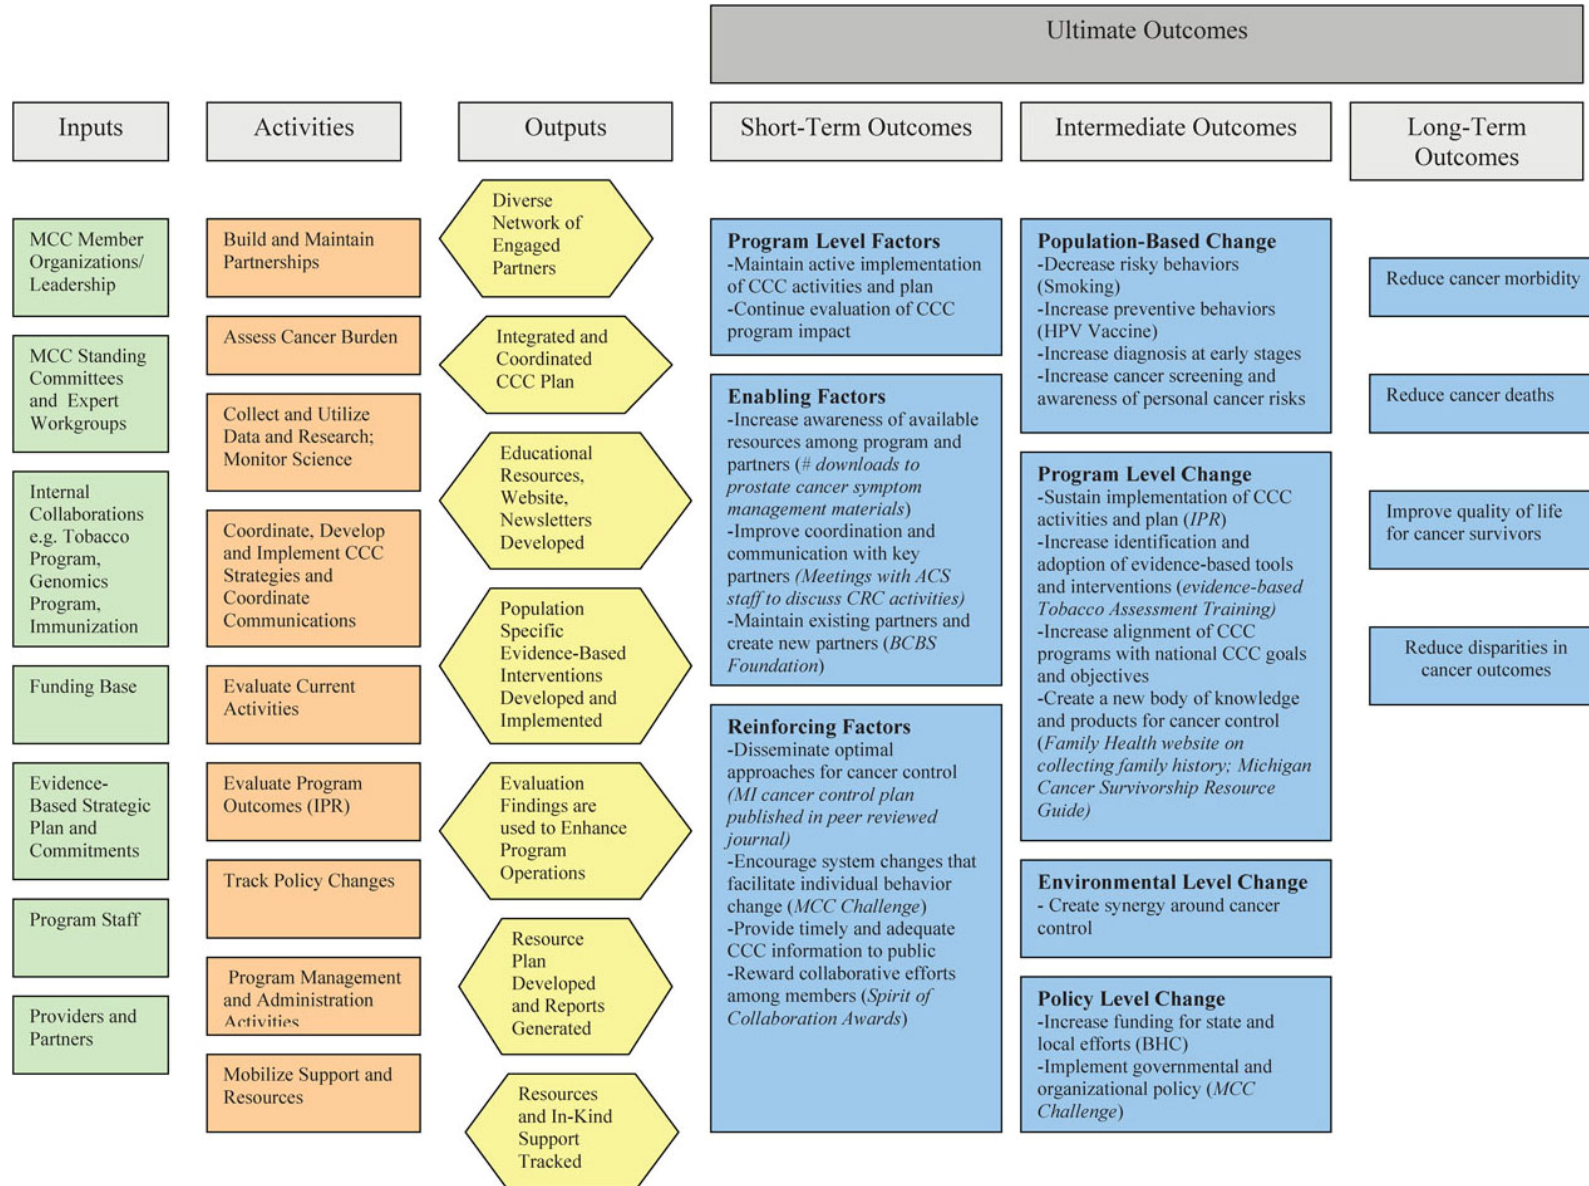 Ultimate Outcomes
Inputs
Activities
Outputs
Short-Term Outcomes
Intermediate Outcomes
Long-Term
Outcomes
MCC Member
Organizations/
Leadership
MCC Standing
Committees
and Expert
Workgroups
Internal
Collaborations
e.g. Tobacco
Program,
Genomics
Program,
Immunization
Funding Base
Evidence-
Based Strategic
Plan and
Commitments
Program Staff
Providers and
Partners
Build and Maintain
Partnerships
Assess Cancer Burden
Collect and Utilize
Data and Research;
Monitor Science
Coordinate, Develop
and Implement CCC
Strategies and
Coordinate
Communications
Evaluate Current
Activities
Evaluate Program
Outcomes (IPR)
Track Policy Changes
Program Management
and Administration
Activities
Mobilize Support and
Resources
Diverse
Network of
Engaged
Partners
Integrated and
Coordinated
CCC Plan
Educational
Resources,
Website,
Newsletters
Developed
Population
Specific
Evidence-Based
Interventions
Developed and
Implemented
Evaluation
Findings are
used to Enhance
Program
Operations
Resource
Plan
Developed
and Reports
Generated
Resources
and In-Kind
Support
Tracked
Program Level Factors
-Maintain active implementation
of CCC activities and plan
-Continue evaluation of CCC
program impact
Enabling Factors
-Increase awareness of available
resources among program and
partners (# downloads to
prostate cancer symptom
management materials)
-Improve coordination and
communication with key
partners (Meetings with ACS
staff to discuss CRC activities)
-Maintain existing partners and
create new partners (BCBS
Foundation)
Reinforcing Factors
-Disseminate optimal
approaches for cancer control
(MI cancer control plan
published in peer reviewed
journal)
-Encourage system changes that
facilitate individual behavior
change (MCC Challenge)
-Provide timely and adequate
CCC information to public
-Reward collaborative efforts
among members (Spirit of
Collaboration Awards)
Population-Based Change
-Decrease risky behaviors
(Smoking)
-Increase preventive behaviors
(HPV Vaccine)
-Increase diagnosis at early stages
-Increase cancer screening and
awareness of personal cancer risks
Program Level Change
-Sustain implementation of CCC
activities and plan (IPR)
-Increase identification and
adoption of evidence-based tools
and interventions (evidence-based
Tobacco Assessment Training)
-Increase alignment of CCC
programs with national CCC goals
and objectives
-Create a new body of knowledge
and products for cancer control
(Family Health website on
collecting family history; Michigan
Cancer Survivorship Resource
Guide)
Environmental Level Change
- Create synergy around cancer
control
Policy Level Change
-Increase funding for state and
local efforts (BHC)
-Implement governmental and
organizational policy (MCC
Challenge)
Reduce cancer morbidity
Reduce cancer deaths
Improve quality of life
for cancer survivors
Reduce disparities in
cancer outcomes